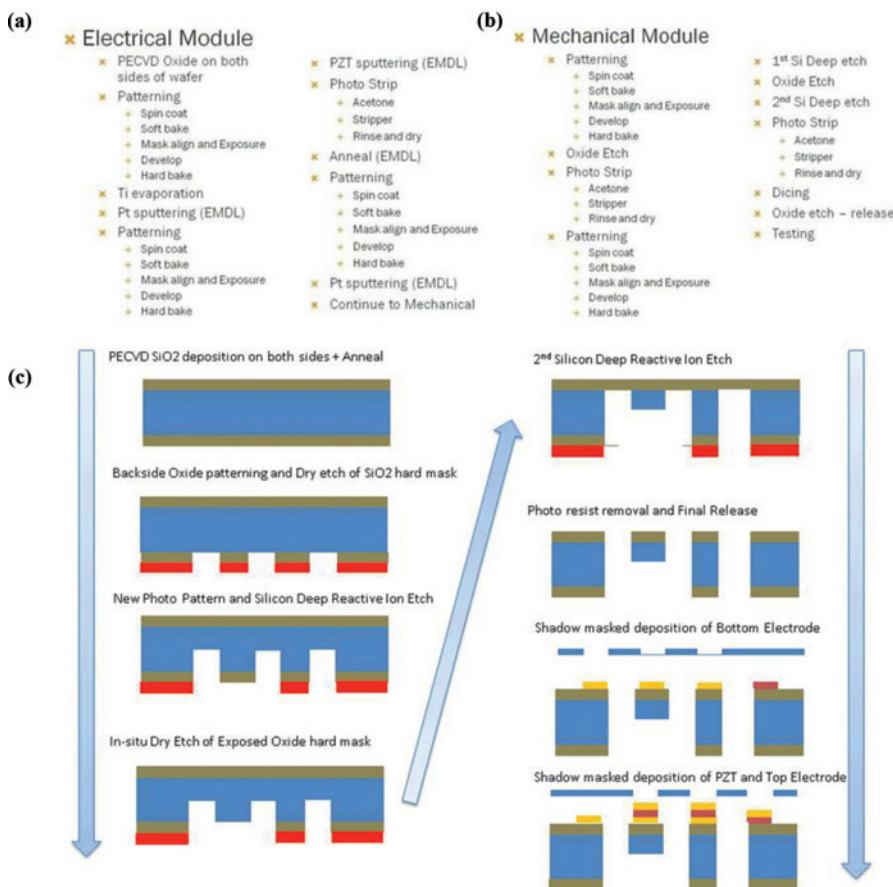 (a)
Electrical Module
PECVD Oxide on both
sides of wafer
Patterning
Spin coat
Soft bake
Mask align and Exposure
Develop
Hard bake
Ti evaporation
Pt sputtering (EMDL)
Patterning
Spin coat
Soft bake
Mask align and Exposure
Develop
Hard bake
PZT sputtering (EMDL)
Photo Strip
Acetone
Stripper
Rinse and dry
Anneal (EMDL)
Patterning
Spin coat
Soft bake
Mask align and Exposure
Develop
Hard bake
Pt sputtering (EMDL)
Continue to Mechanical
(b)
Mechanical Module
Patterning
Spin coat
Soft bake
Mask align and Exposure
Develop
Hard bake
Oxide Etch
Photo Strip
Acetone
Stripper
Rinse and dry
Patterning
Spin coat
Soft bake
Mask align and Exposure
Develop
Hard bake
1st Si Deep etch
Oxide Etch
2nd Si Deep etch
Photo Strip
Acetone
Stripper
Rinse and dry
Dicing
Oxide etch – release
Testing
(c)
PECVD SiO2 deposition on both sides + Anneal
Backside Oxide patterning and Dry etch of SiO2 hard mask
New Photo Pattern and Silicon Deep Reactive Ion Etch
In-situ Dry Etch of Exposed Oxide hard mask
2nd Silicon Deep Reactive Ion Etch
Photo resist removal and Final Release
Shadow masked deposition of Bottom Electrode
Shadow masked deposition of PZT and Top Electrode